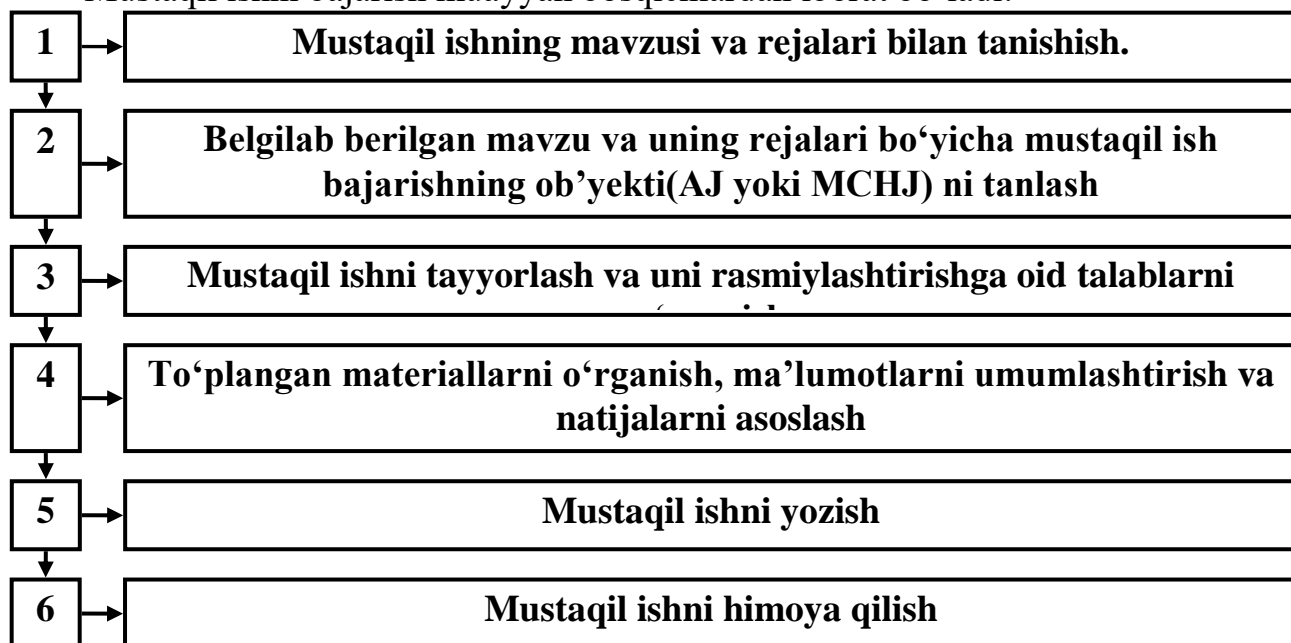 1
Mustaqil ishning mavzusi va rejalari bilan tanishish.
2
Belgilab berilgan mavzu va uning rejalari bo‘yicha mustaqil ish
bajarishning ob’yekti(AJ yoki MCHJ) ni tanlash
3
Mustaqil ishni tayyorlash va uni rasmiylashtirishga oid talablarni
4
To‘plangan materiallarni o‘rganish, ma’lumotlarni umumlashtirish va
natijalarni asoslash
5
Mustaqil ishni yozish
6
Mustaqil ishni himoya qilish